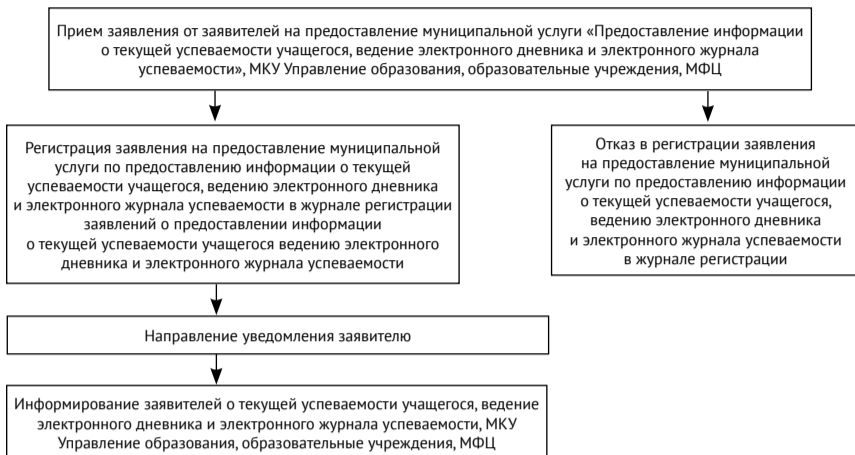 Прием заявления от заявителей на предоставление муниципальной услуги «Предоставление информации
о текущей успеваемости учащегося, ведение электронного дневника и электронного журнала
успеваемости», МКУ Управление образования, образовательные учреждения, МФЦ
Регистрация заявления на предоставление муниципальной
услуги по предоставлению информации о текущей
успеваемости учащегося, ведению электронного дневника
и электронного журнала успеваемости в журнале регистрации
заявлений о предоставлении информации
о текущей успеваемости учащегося ведению электронного
дневника и электронного журнала успеваемости
Отказ в регистрации заявления
на предоставление муниципальной
услуги по предоставлению информации
о текущей успеваемости учащегося,
ведению электронного дневника
и электронного журнала успеваемости
в журнале регистрации
Направление уведомления заявителю
Информирование заявителей о текущей успеваемости учащегося, ведение
электронного дневника и электронного журнала успеваемости, МКУ
Управление образования, образовательные учреждения, МФЦ